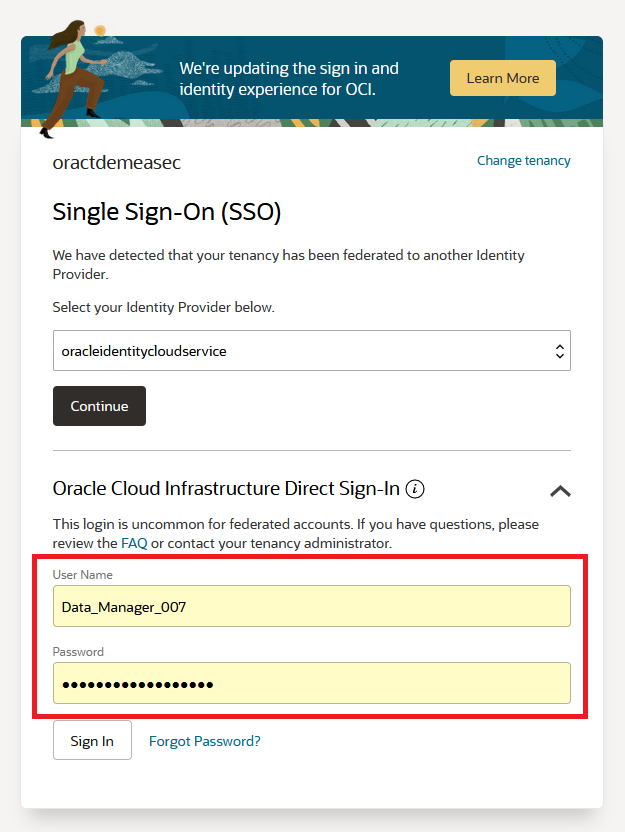 We're updating the sign in and
identity experience for OCI.
Learn More
oractdemeasec
Change tenancy
Single Sign-On (SSO)
We have detected that your tenancy has been federated to another Identity
Provider.
Select your Identity Provider below.
oracleidentitycloudservice
Continue
Oracle Cloud Infrastructure Direct Sign-In
This login is uncommon for federated accounts. If you have questions, please
review the FAQ or contact your tenancy administrator.
User Name
Data_Manager_007
Password
••••••••••••••••••
Sign In
Forgot Password?